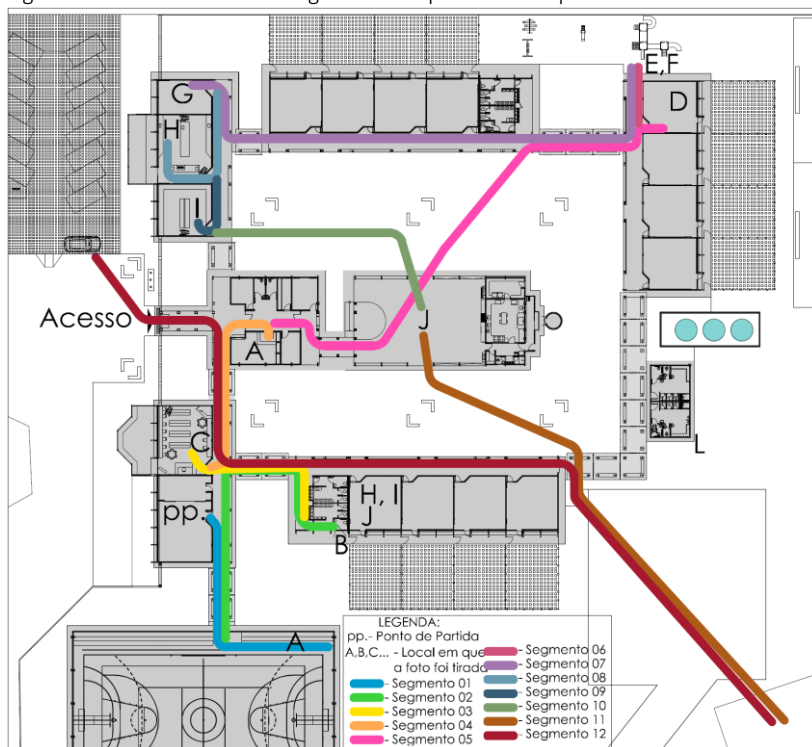 E,F
G
D
H
I
Acesso
J
A
C
L
H, I
J
pp.
B
A
LEGENDA:
pp.- Ponto de Partida
A,B,C... - Local em que
a foto foi tirada
- Segmento 01
- Segmento 02
- Segmento 03
- Segmento 04
- Segmento 05
- Segmento 06
- Segmento 07
- Segmento 08
- Segmento 09
- Segmento 10
- Segmento 11
- Segmento 12